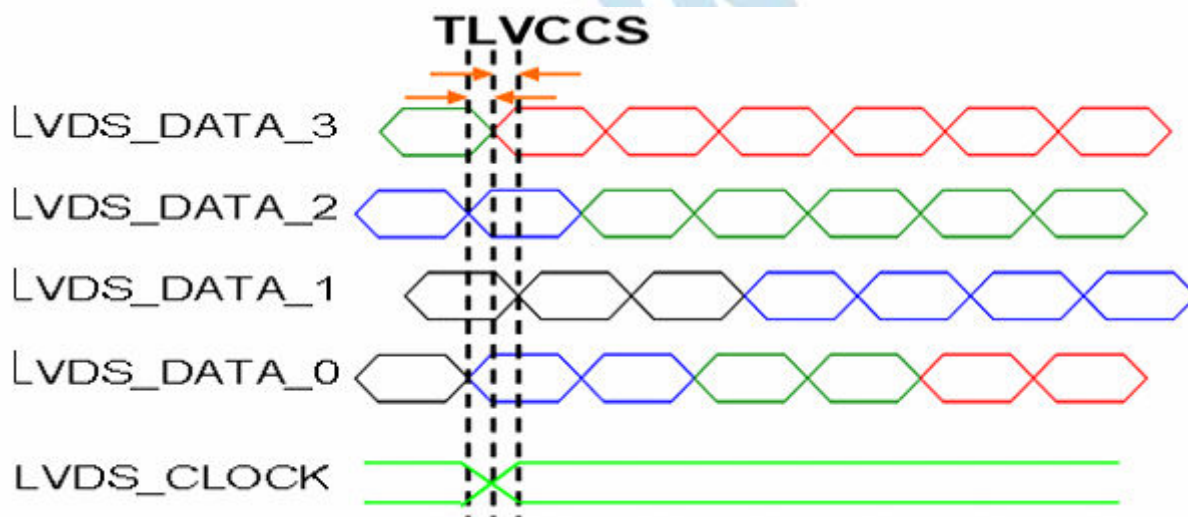 TLVCCS
LVDS_DATA_3
LVDS_DATA_2
LVDS_DATA_1
LVDS_DATA_0
LVDS_CLOCK